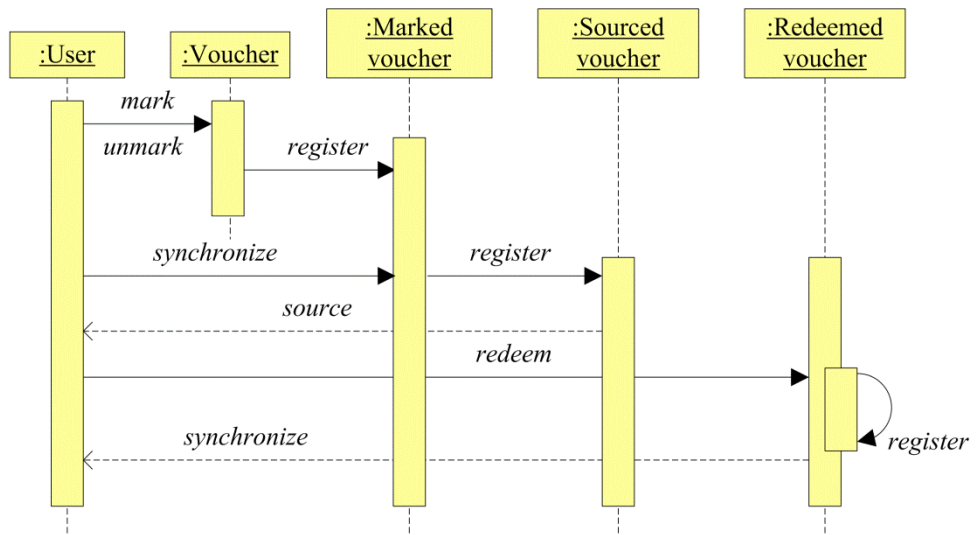 :User
:Voucher
:Marked
voucher
:Sourced
voucher
:Redeemed
voucher
mark
unmark
register
synchronize
register
source
redeem
synchronize
register